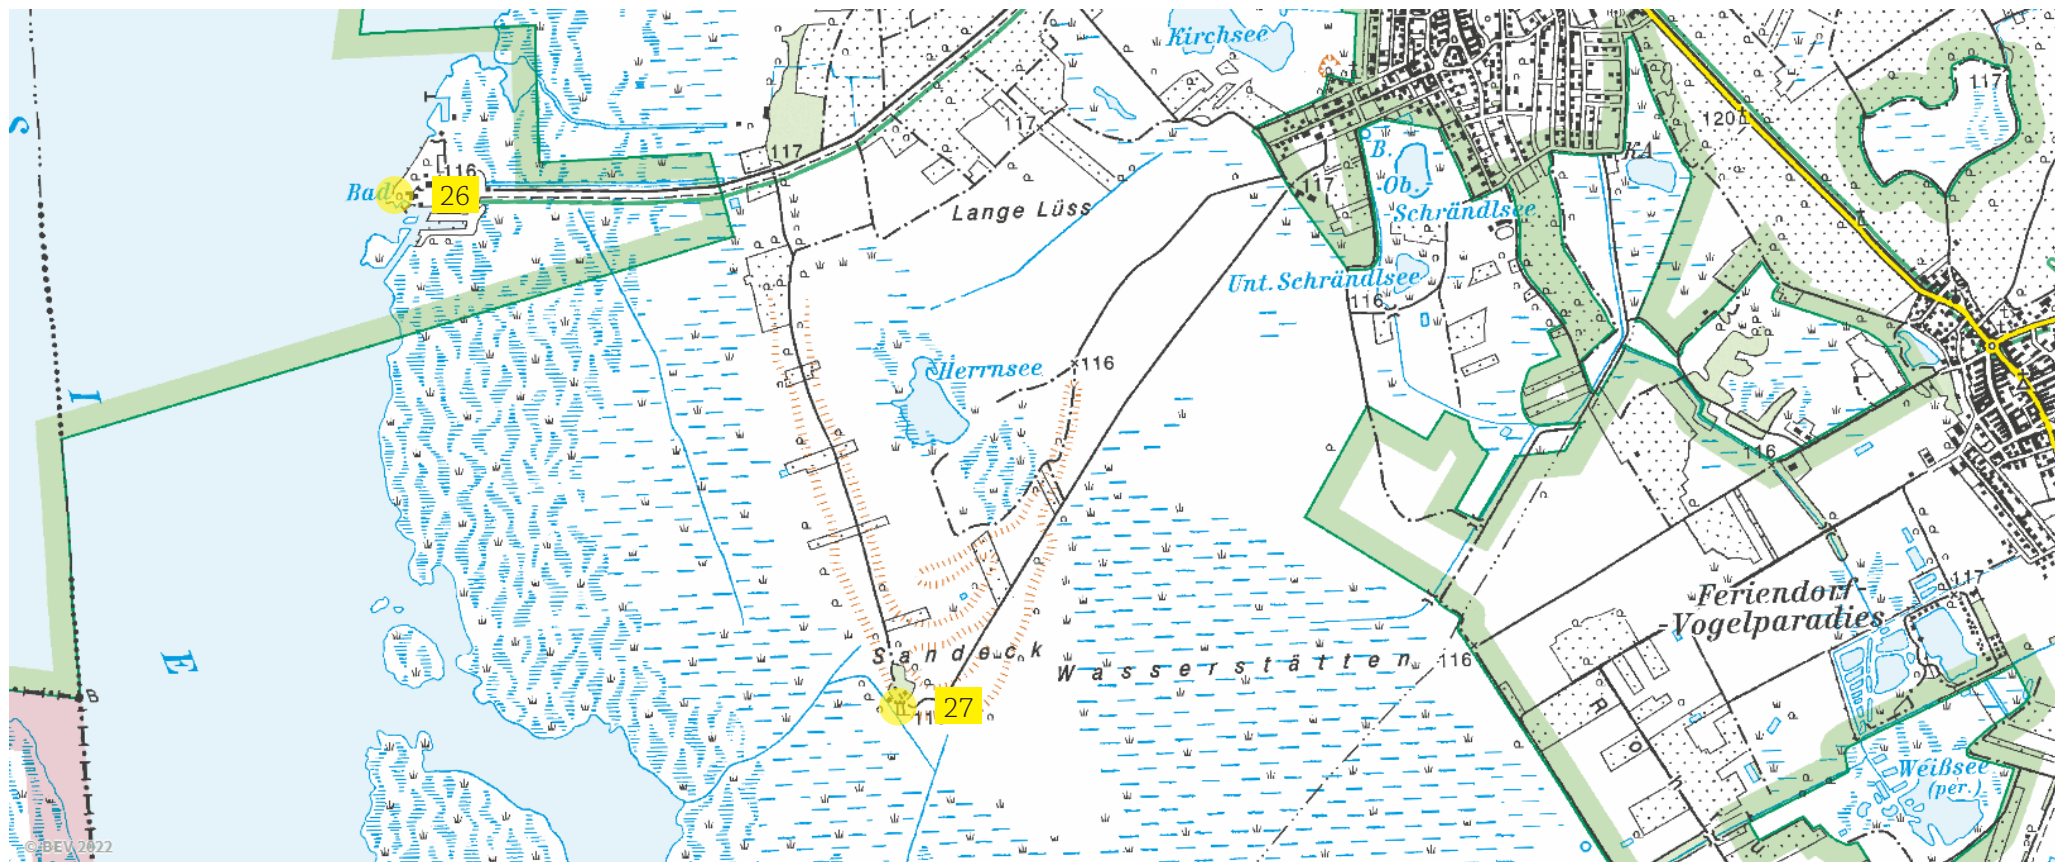 Kirchsee
117
S
117
120
116
117
B.
KA
Bad
26
Ob.
117
Schrändlsee
Lange Lüss
Unt. Schrändlsee
116
Herrnsee
116
I
116
Feriendorf
-Vogelparadies
117
Sandeck
E
Wasserstätten
116
B
27
R
O
Weißsee
(per.)
© BEV 2022